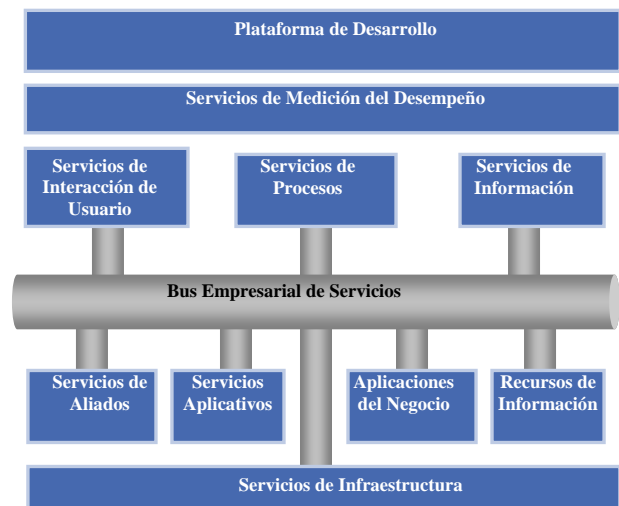 Plataforma de Desarrollo
Servicios de Medición del Desempeño
Servicios de
Interacción de
Usuario
Servicios de
Procesos
Servicios de
Información
Bus Empresarial de Servicios
Servicios de
Aliados
Servicios
Aplicativos
Aplicaciones
del Negocio
Recursos de
Información
Servicios de Infraestructura